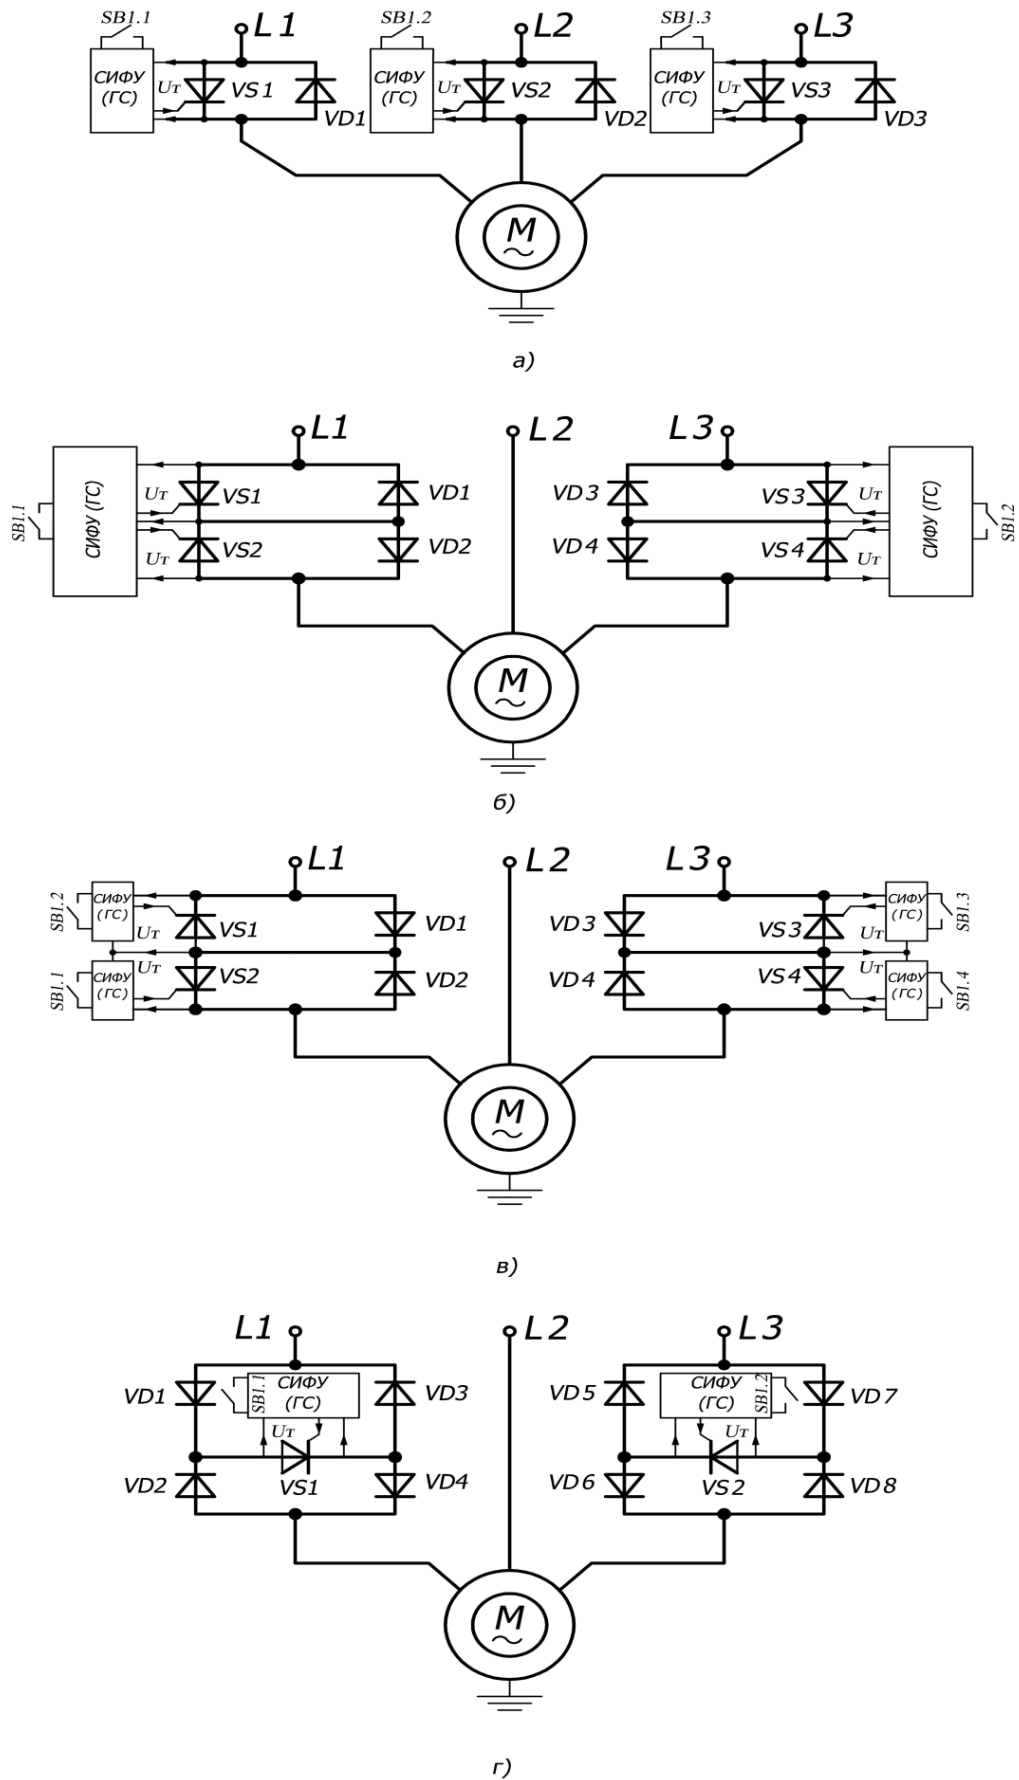 SB1.1 L1 SB1.2 L2 SB1.3 L3
СИФУ (ГС) Uт VS1 VD1 СИФУ (ГС) Uт VS2 VD2 СИФУ (ГС) Uт VS3 VD3
M
а)
L1 L2 L3
SB1.1 СИФУ (ГС) Uт VS1 VD1 VD3 VS3 Uт СИФУ (ГС) SB1.2
Uт VS2 VD2 VD4 VS4 Uт
M
б)
L1 L2 L3
SB1.2 СИФУ (ГС) Uт VS1 VD1 VD3 VS3 Uт СИФУ (ГС) SB1.3
SB1.1 СИФУ (ГС) Uт VS2 VD2 VD4 VS4 Uт СИФУ (ГС) SB1.4
M
в)
L1 L2 L3
VD1 SB1.1 СИФУ (ГС) VD3 VD5 СИФУ (ГС) SB1.2 VD7
Uт Uт
VD2 VS1 VD4 VD6 VS2 VD8
M
г)